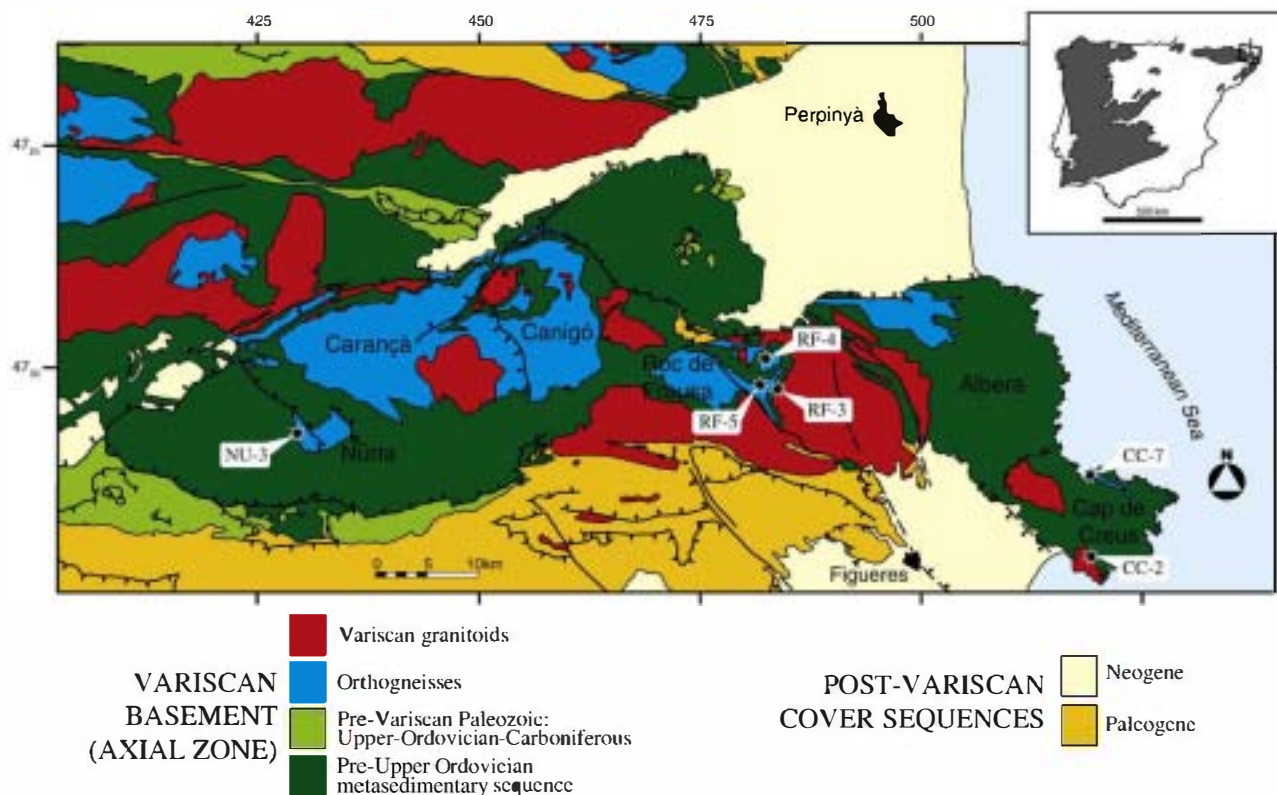 425
450
475
500
Perpinyà
47
500 km
Mediterranean Sea
Carançà
Canigó
RF-4
47
Roc de
Frausa
Albera
RF-5
RF-3
NU-3
Núria
CC-7
N
Cap de
Creus
0 5 10km
Figueres
CC-2
VARISCAN
BASEMENT
(AXIAL ZONE)
Variscan granitoids
Orthogneisses
Pre-Variscan Paleozoic:
Upper-Ordovician-Carboniferous
Pre-Upper Ordovician
metasedimentary sequence
POST-VARISCAN
COVER SEQUENCES
Neogene
Paleogene